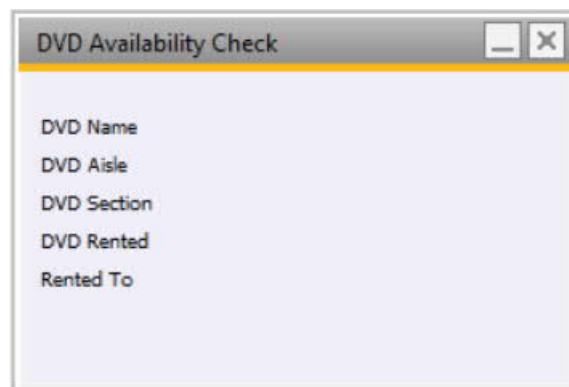 DVD Availability Check
DVD Name
DVD Aisle
DVD Section
DVD Rented
Rented To